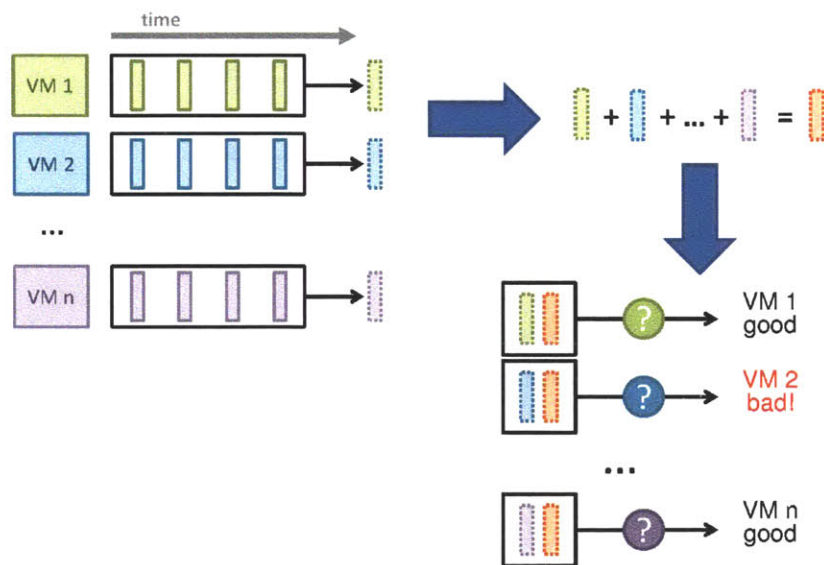 time
VM 1
VM 2
...
VM n
+ + ... + =
? VM 1
good
? VM 2
bad!
...
? VM n
good